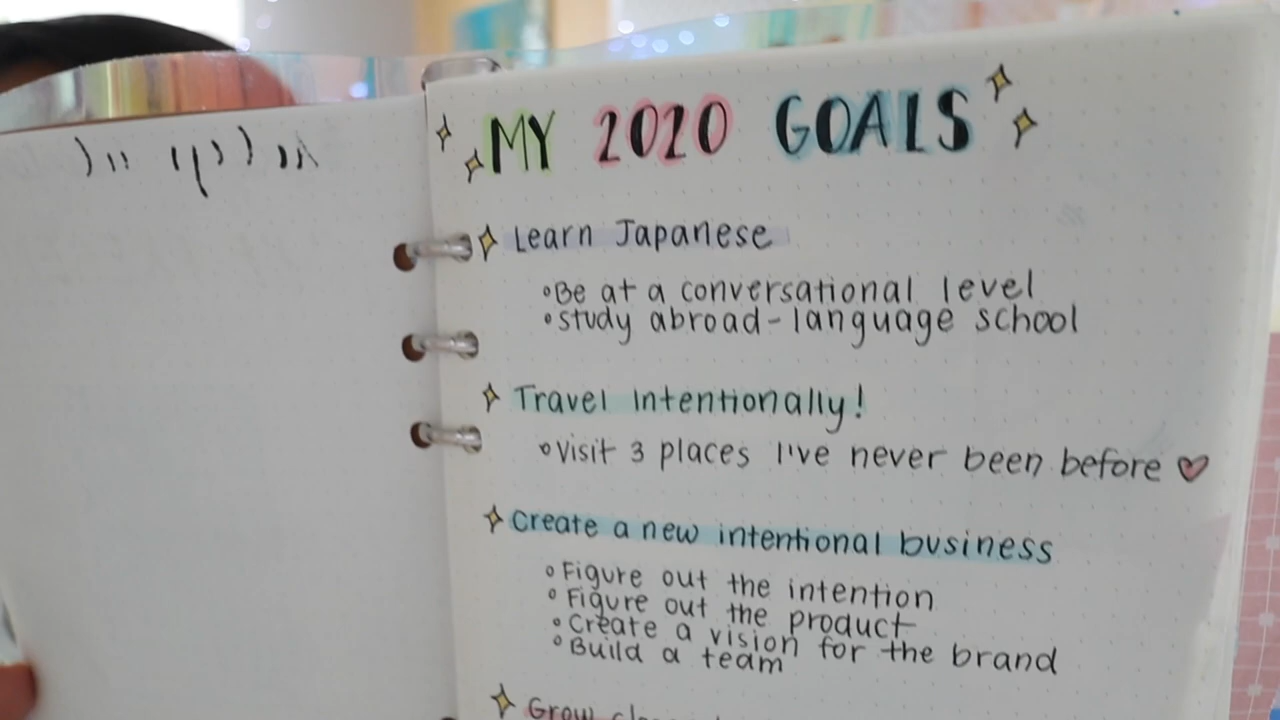 MY 2020 GOALS
Learn Japanese
Be at a conversational level
study abroad-language school
Travel Intentionally!
Visit 3 places I've never been before
Create a new intentional business
Figure out the intention
Figure out the product
Create a vision for the brand
Build a team
Grow